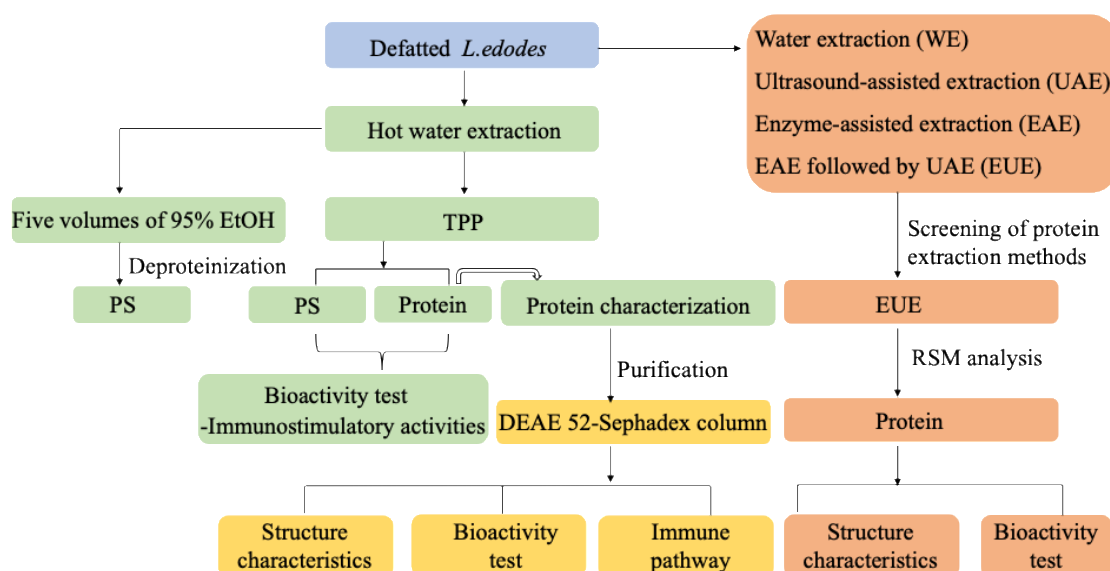 Defatted L.edodes
Water extraction (WE)
Ultrasound-assisted extraction (UAE)
Enzyme-assisted extraction (EAE)
EAE followed by UAE (EUE)
Hot water extraction
Five volumes of 95% EtOH
TPP
Screening of protein
extraction methods
Deproteinization
PS
PS
Protein
Protein characterization
EUE
Purification
RSM analysis
Bioactivity test
-Immunostimulatory activities
DEAE 52-Sephadex column
Protein
Structure
characteristics
Bioactivity
test
Immune
pathway
Structure
characteristics
Bioactivity
test